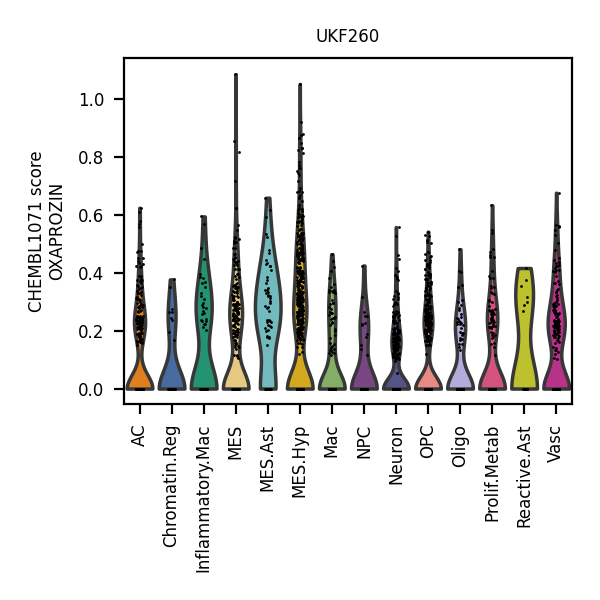 UKF260
CHEMBL1071 score
OXAPROZIN
1.0
0.8
0.6
0.4
0.2
0.0
AC
Chromatin.Reg
Inflammatory.Mac
MES
MES.Ast
MES.Hyp
Mac
NPC
Neuron
OPC
Oligo
Prolif.Metab
Reactive.Ast
Vasc